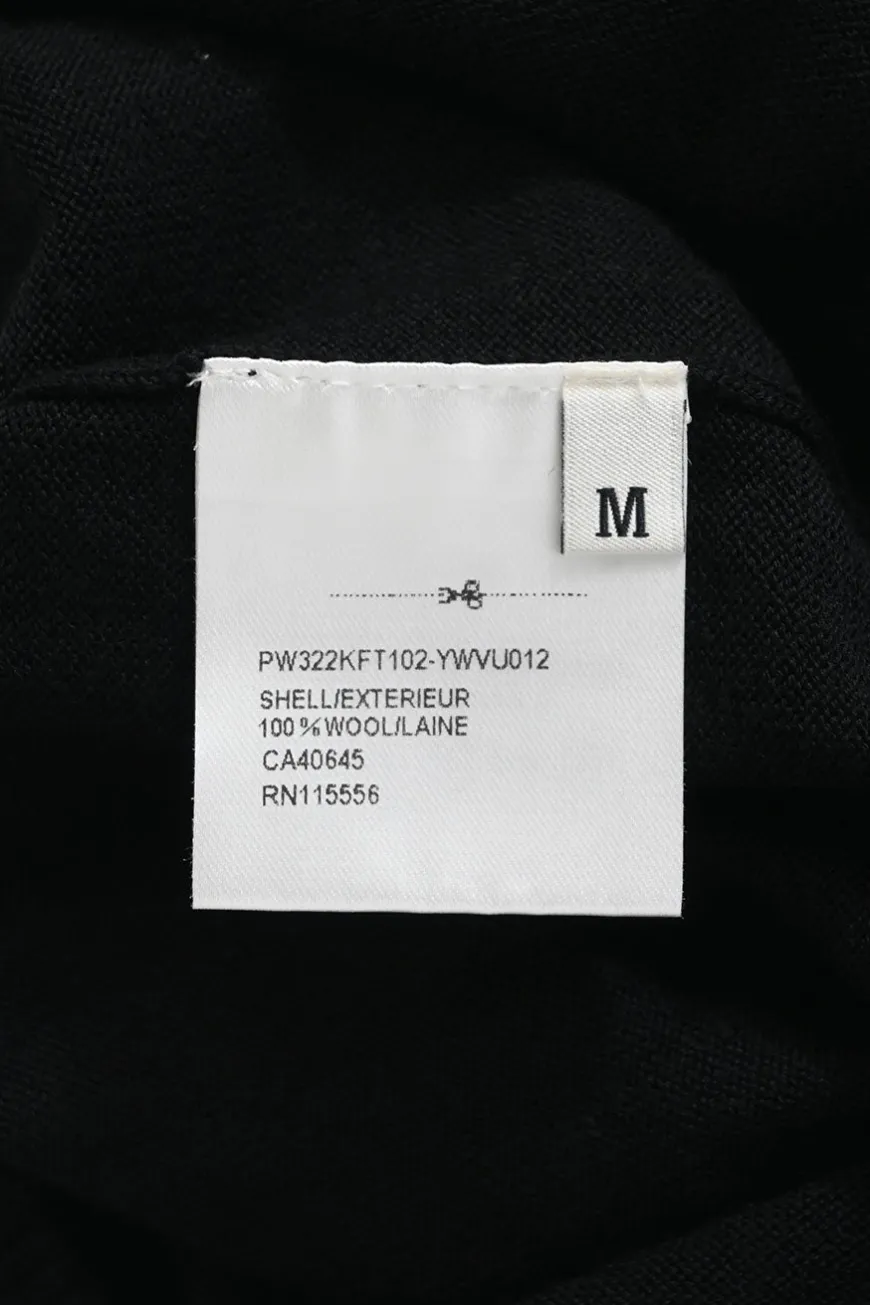 M
PW322KFT102-YWVU012
SHELL/EXTERIEUR
100%WOOL/LAINE
CA40645
RN115556